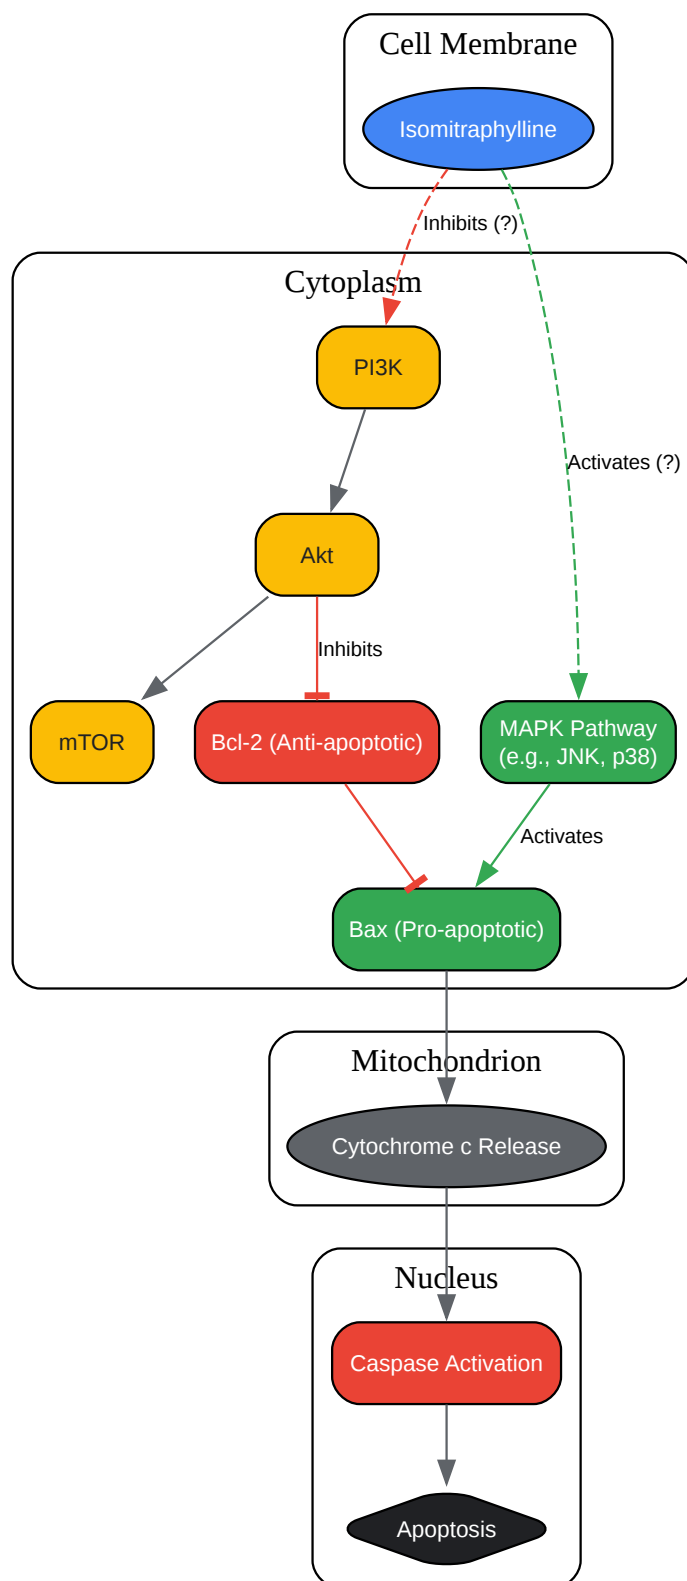 Cell Membrane
Isomitraphylline
Inhibits (?)
Cytoplasm
PI3K
Activates (?)
Akt
Inhibits
mTOR
Bcl-2 (Anti-apoptotic)
MAPK Pathway
(e.g., JNK, p38)
Activates
Bax (Pro-apoptotic)
Mitochondrion
Cytochrome c Release
Nucleus
Caspase Activation
Apoptosis